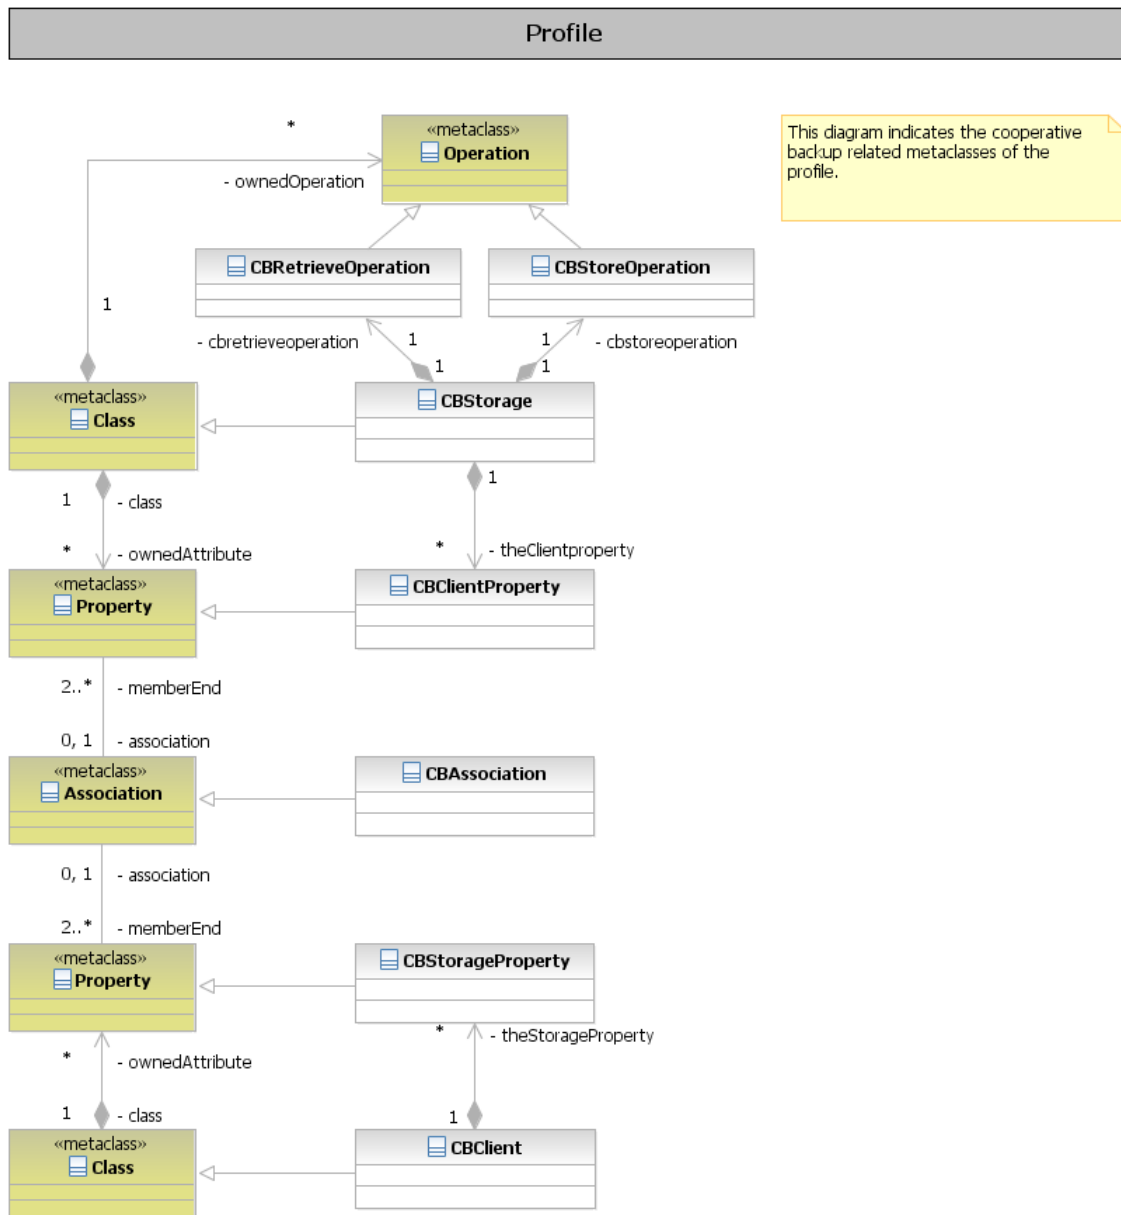 Profile
*
«metaclass»
Operation
This diagram indicates the cooperative
backup related metaclasses of the
profile.
- ownedOperation
CBRetrieveOperation
CBStoreOperation
1
- cbretrieveoperation
1
1
- cbstoreoperation
1
1
«metaclass»
Class
CBStorage
1
- class
1
*
- ownedAttribute
*
- theClientproperty
«metaclass»
Property
CBClientProperty
2..*
- memberEnd
0, 1
- association
«metaclass»
Association
CBAssociation
0, 1
- association
2..*
- memberEnd
«metaclass»
Property
CBStorageProperty
*
- ownedAttribute
*
- theStorageProperty
1
- class
1
«metaclass»
Class
CBClient